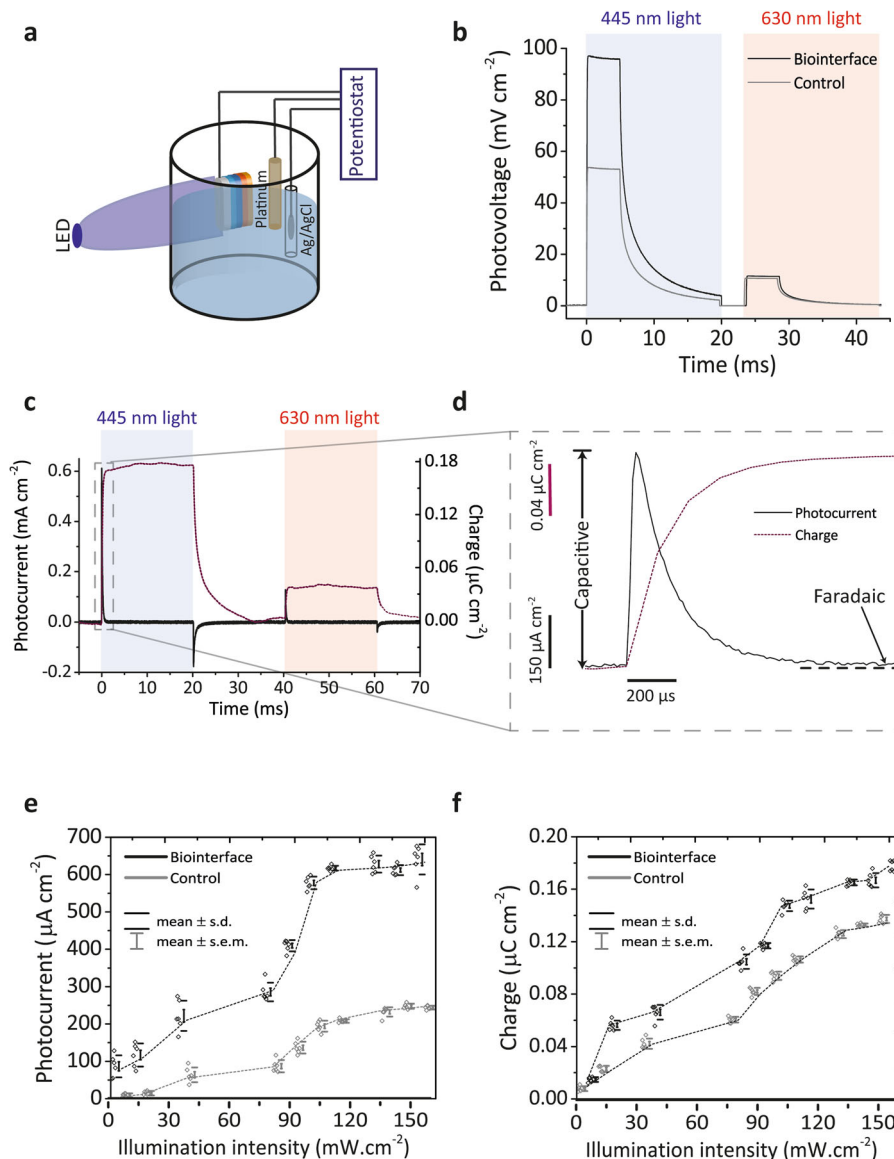 a
LED
Platinum
Ag/AgCl
Potentiostat
b
445 nm light
630 nm light
Biointerface
Control
100
80
60
40
20
0
Photovoltage (mV cm⁻²)
0 10 20 30 40
Time (ms)
c
445 nm light
630 nm light
0.6
0.4
0.2
0.0
-0.2
Photocurrent (mA cm⁻²)
0.18
0.12
0.06
0.00
Charge (µC cm⁻²)
-10 0 10 20 30 40 50 60 70
Time (ms)
d
0.04 µC cm⁻²
150 µA cm⁻²
Capacitive
Photocurrent
Charge
Faradaic
200 µs
e
700
600
500
400
300
200
100
0
Photocurrent (µA cm⁻²)
Biointerface
Control
mean ± s.d.
mean ± s.e.m.
0 30 60 90 120 150
Illumination intensity (mW.cm⁻²)
f
0.20
0.16
0.12
0.08
0.04
0.00
Charge (µC cm⁻²)
Biointerface
Control
mean ± s.d.
mean ± s.e.m.
0 30 60 90 120 150
Illumination intensity (mW.cm⁻²)